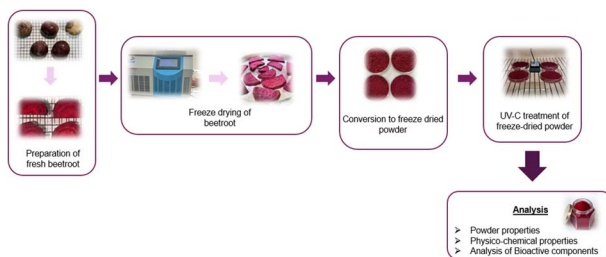 Preparation of
fresh beetroot
Freeze drying of
beetroot
Conversion to freeze dried
powder
UV-C treatment of
freeze-dried powder
Analysis
➢ Powder properties
➢ Physico-chemical properties
➢ Analysis of Bioactive components